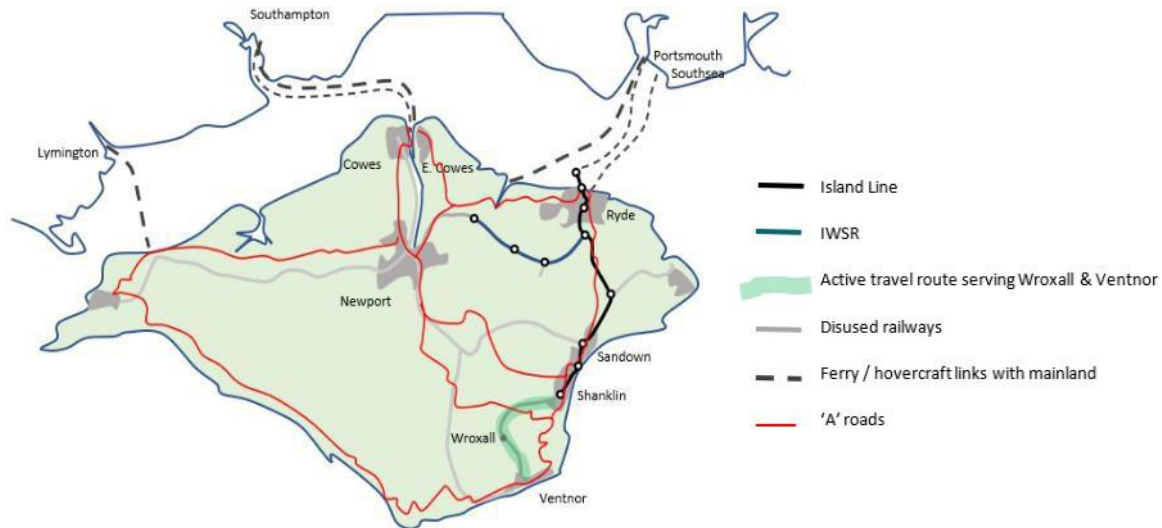 Southampton
Portsmouth
Southsea
Lymington
Cowes
E. Cowes
Ryde
Newport
Sandown
Shanklin
Wroxall
Ventnor
Island Line
IWSR
Active travel route serving Wroxall & Ventnor
Disused railways
Ferry / hovercraft links with mainland
‘A’ roads